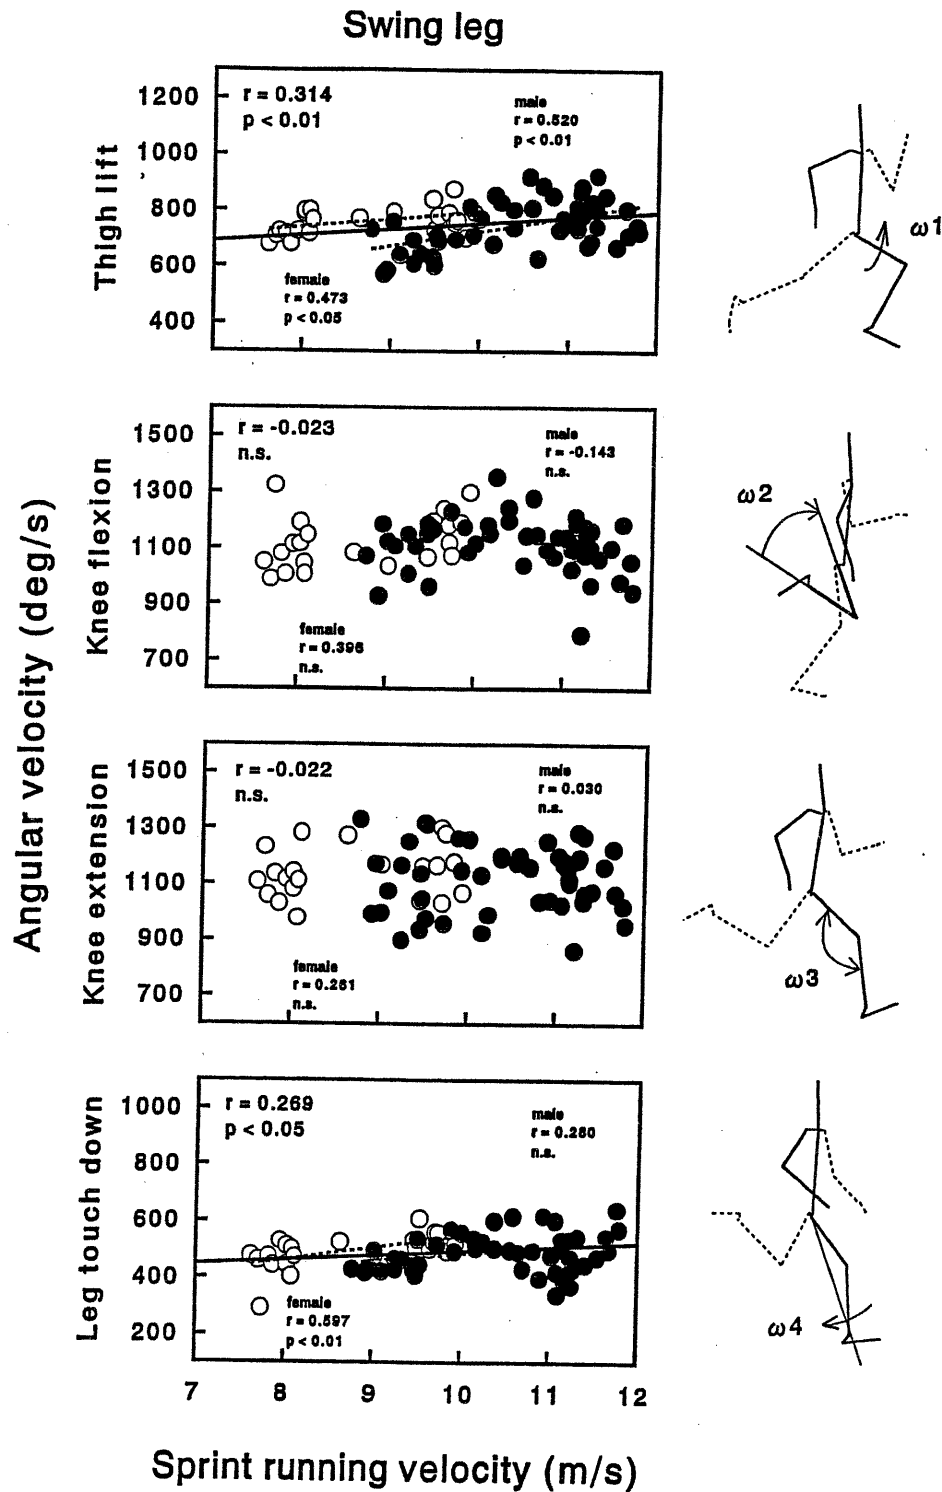 Swing leg
Angular velocity (deg/s)
Thigh lift
1200
1000
800
600
400
r = 0.314
p < 0.01
male
r = 0.520
p < 0.01
female
r = 0.473
p < 0.05
ω1
Knee flexion
1500
1300
1100
900
700
r = -0.023
n.s.
male
r = -0.143
n.s.
female
r = 0.396
n.s.
ω2
Knee extension
1500
1300
1100
900
700
r = -0.022
n.s.
male
r = 0.030
n.s.
female
r = 0.261
n.s.
ω3
Leg touch down
1000
800
600
400
200
r = 0.269
p < 0.05
male
r = 0.280
n.s.
female
r = 0.597
p < 0.01
ω4
7 8 9 10 11 12
Sprint running velocity (m/s)